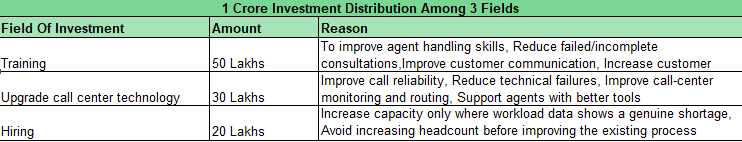 1 Crore Investment Distribution Among 3 Fields
Field Of Investment Amount Reason
To improve agent handling skills, Reduce failed/incomplete
Training 50 Lakhs consultations,Improve customer communication, Increase customer
Improve call reliability, Reduce technical failures, Improve call-center
Upgrade call center technology 30 Lakhs monitoring and routing, Support agents with better tools
Increase capacity only where workload data shows a genuine shortage,
Hiring 20 Lakhs Avoid increasing headcount before improving the existing process